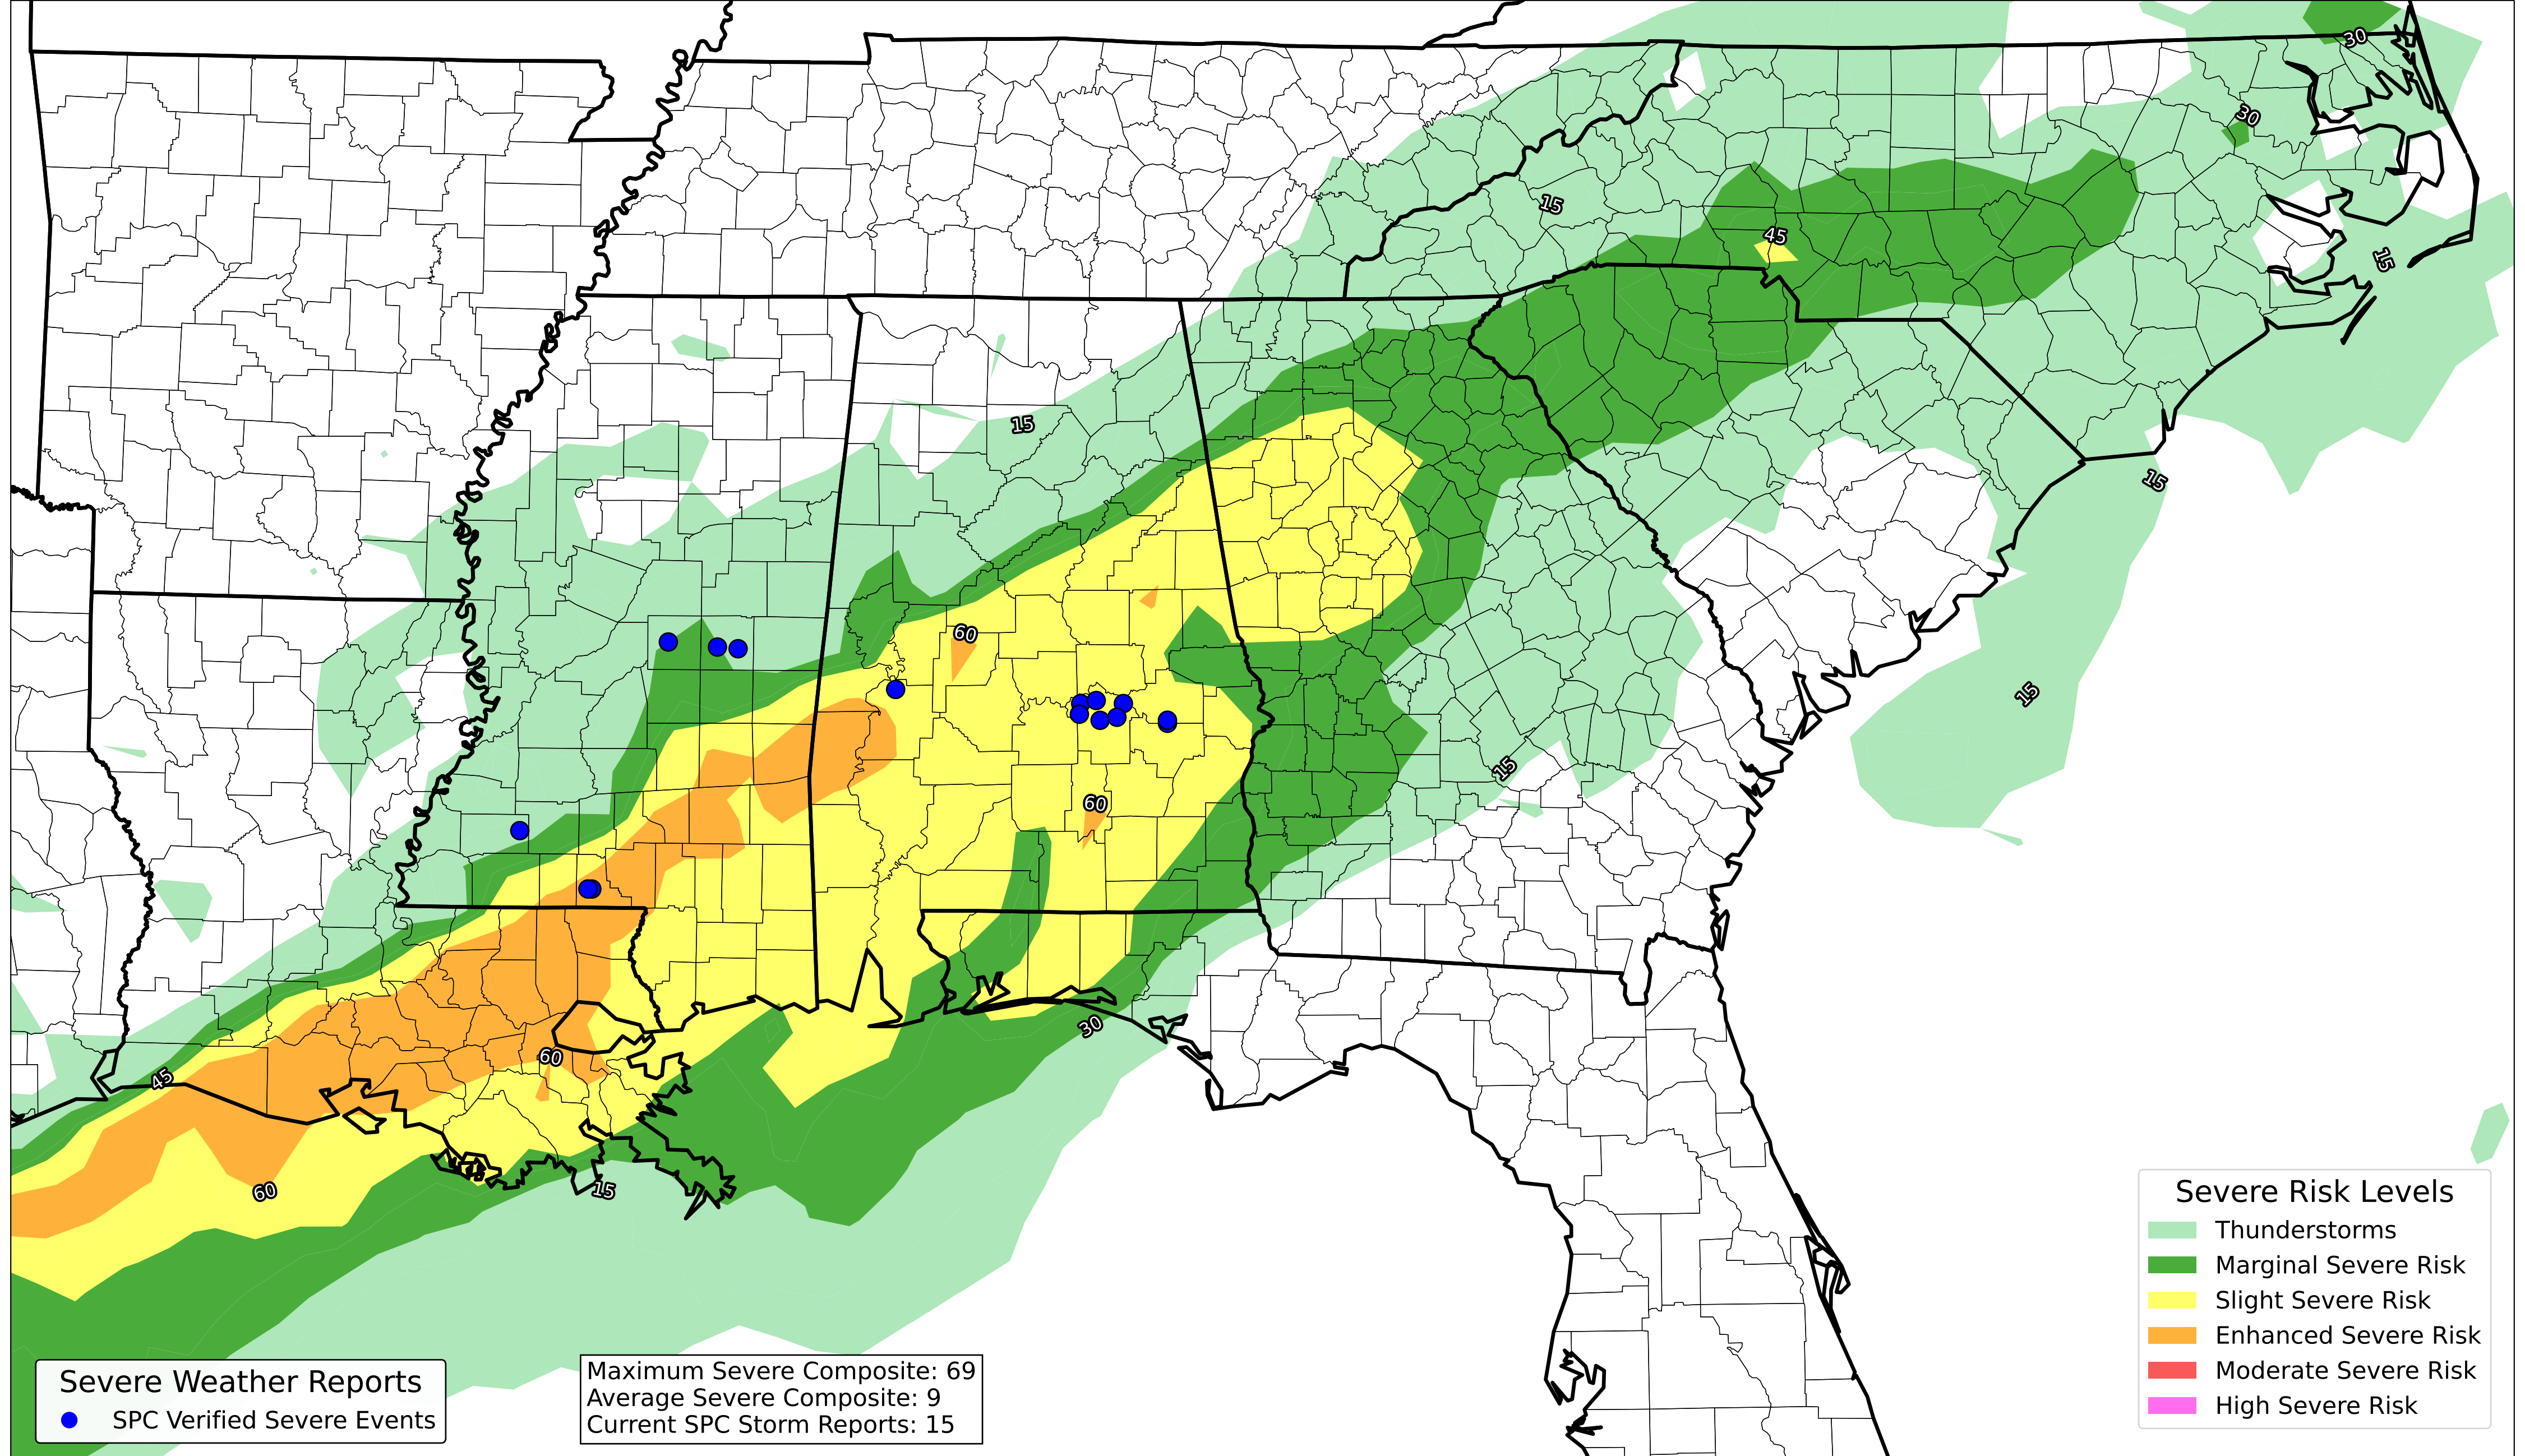 30
30
15
45
15
15
15
60
15
15
60
30
60
45
60
15
Severe Risk Levels
Thunderstorms
Marginal Severe Risk
Slight Severe Risk
Enhanced Severe Risk
Moderate Severe Risk
High Severe Risk
Severe Weather Reports
SPC Verified Severe Events
Maximum Severe Composite: 69
Average Severe Composite: 9
Current SPC Storm Reports: 15